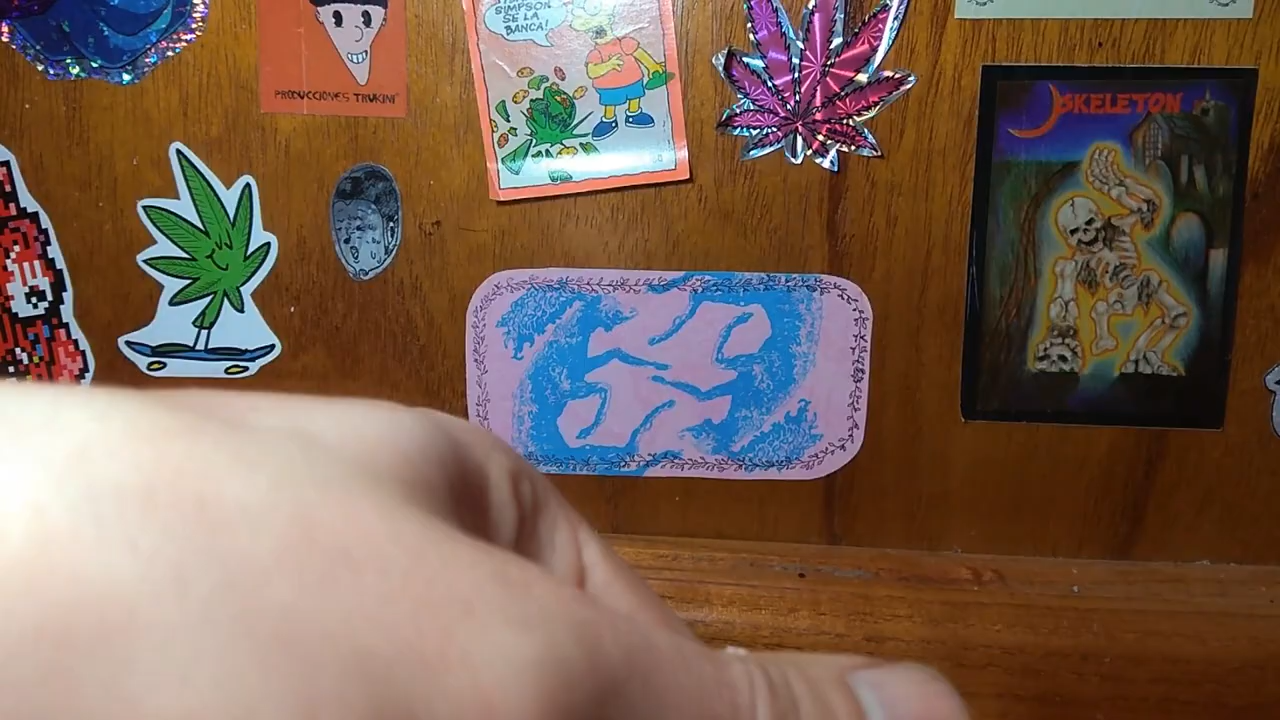 SIMPSON
SE LA
BANCA!
PRODUCCIONES TRUKINI
SKELETON